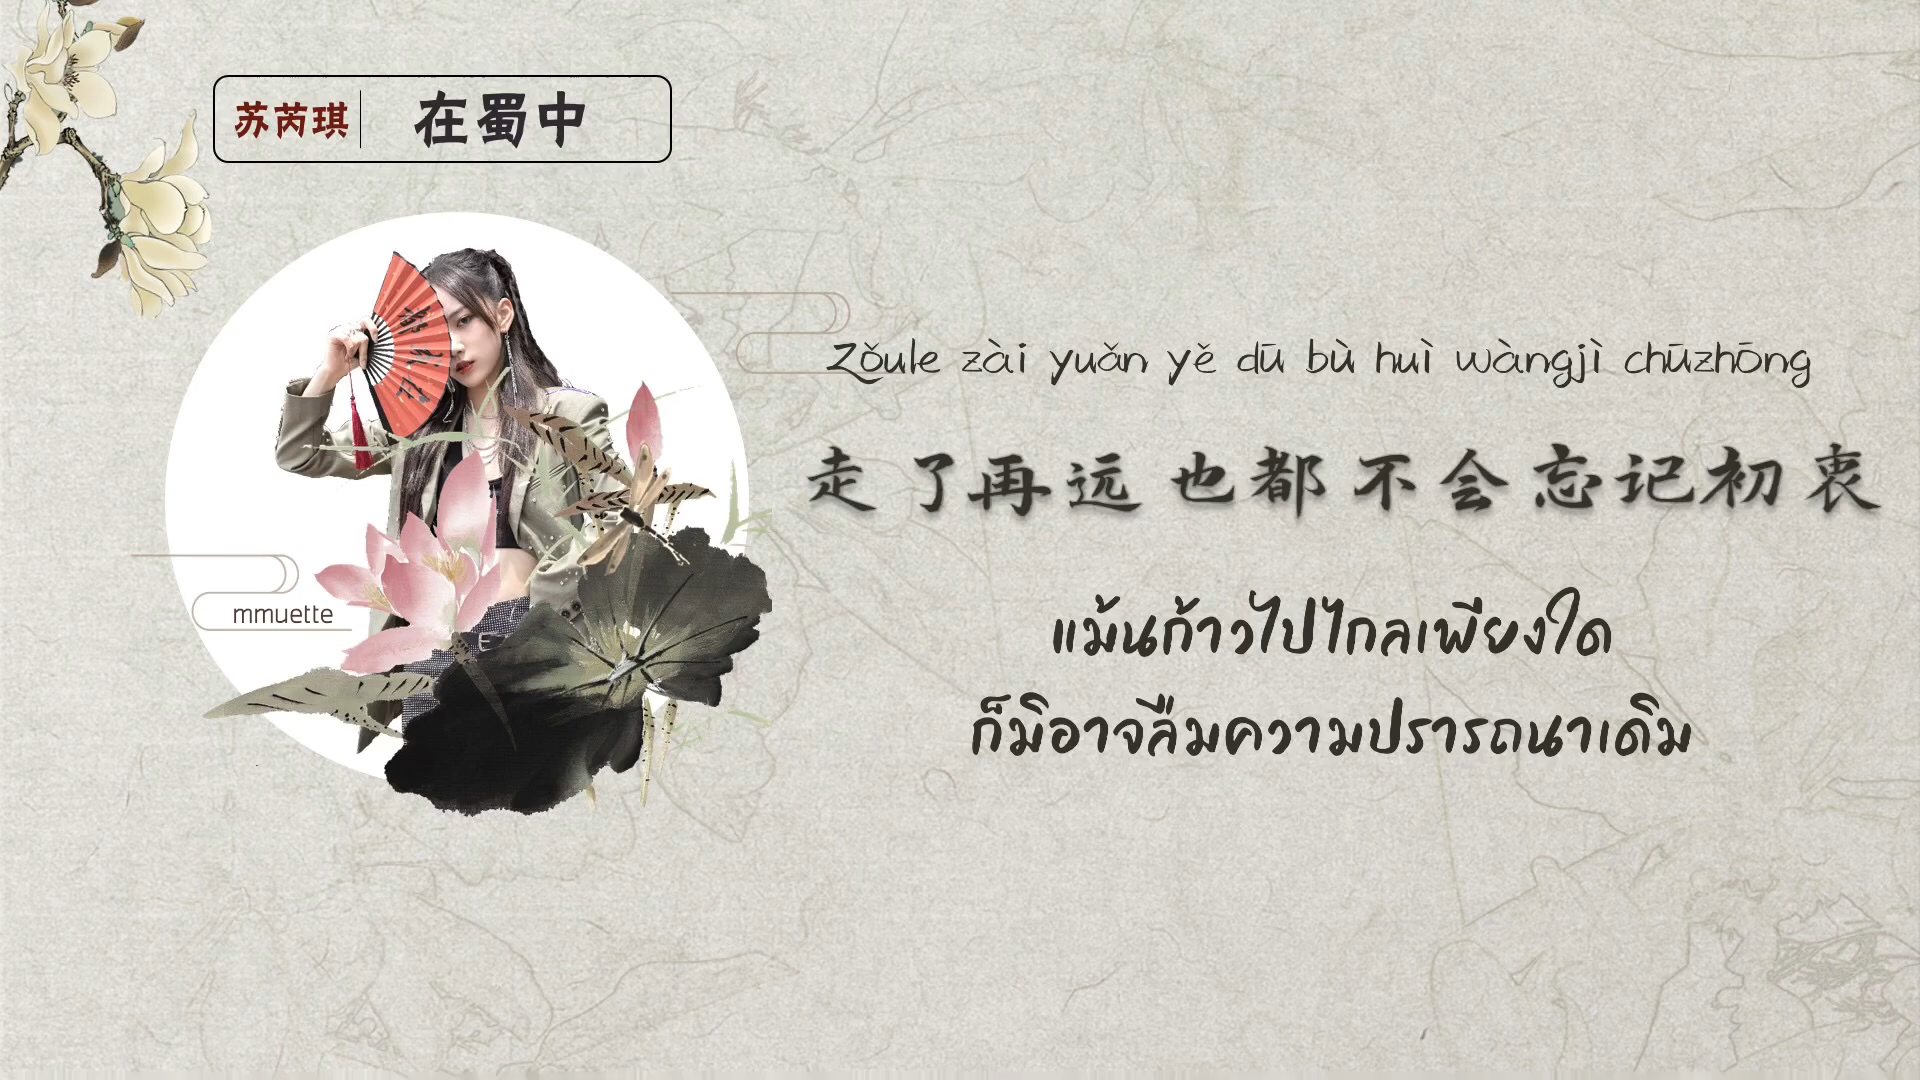 苏芮琪 在蜀中
Zǒule zài yuǎn yě dū bù huì wàngjì chūzhōng
走了再远也都不会忘记初衷
แม้นก้าวไปไกลเพียงใด
ก็มิอาจลืมความปรารถนาเดิม
mmuette